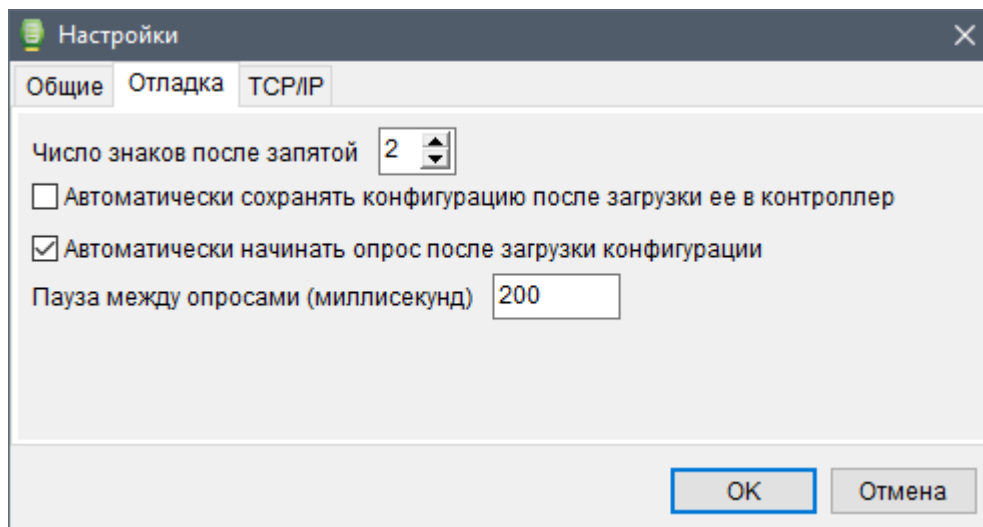 Настройки
Общие Отладка TCP/IP
Число знаков после запятой 2
Автоматически сохранять конфигурацию после загрузки ее в контроллер
Автоматически начинать опрос после загрузки конфигурации
Пауза между опросами (миллисекунд) 200
OK Отмена